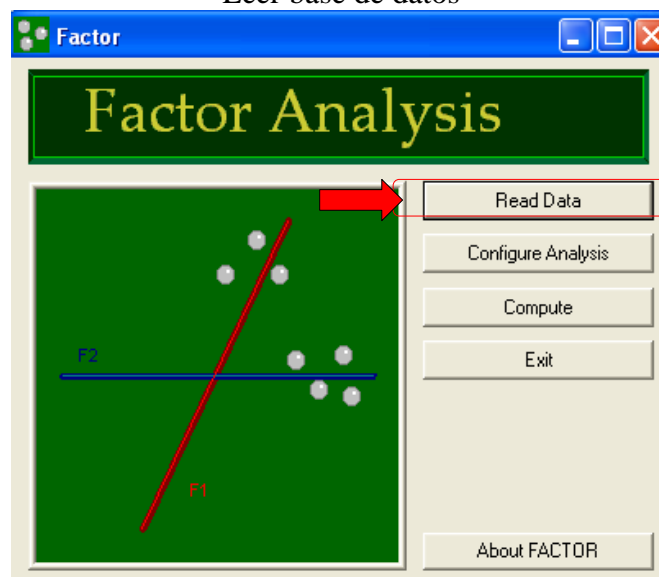 Leer base de datos
Factor
Factor Analysis
Read Data
Configure Analysis
Compute
F2
Exit
F1
About FACTOR